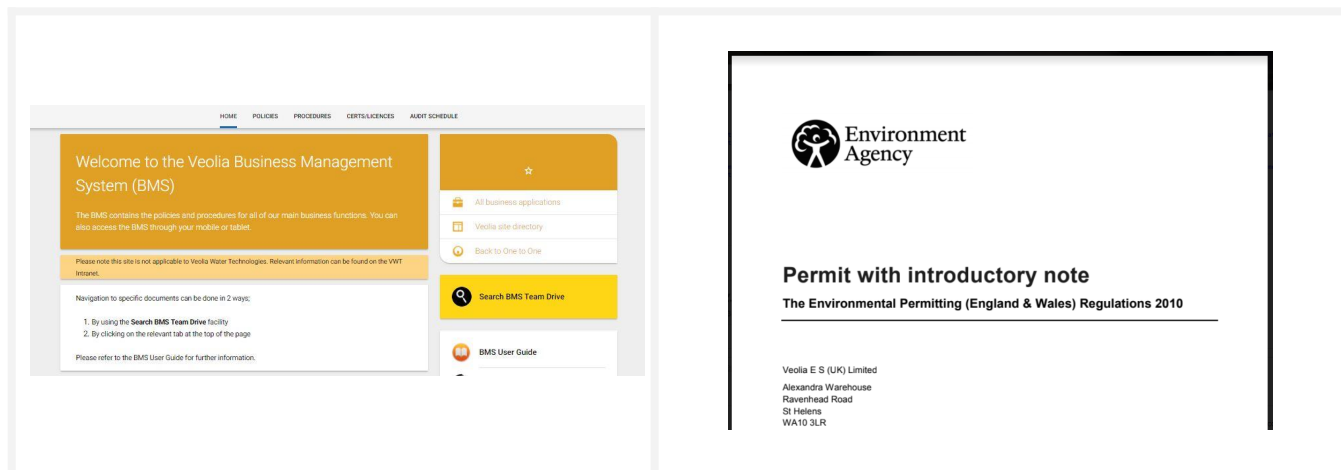 HOME POLICIES PROCEDURES CERTS/LICENCES AUDIT SCHEDULE
Welcome to the Veolia Business Management
System (BMS)
The BMS contains the policies and procedures for all of our main business functions. You can
also access the BMS through your mobile or tablet.
Please note this site is not applicable to Veolia Water Technologies. Relevant information can be found on the VWT
Intranet.
Navigation to specific documents can be done in 2 ways;
1. By using the Search BMS Team Drive facility
2. By clicking on the relevant tab at the top of the page
Please refer to the BMS User Guide for further information.
All business applications
Veolia site directory
Back to One to One
Search BMS Team Drive
BMS User Guide
Environment
Agency
Permit with introductory note
The Environmental Permitting (England & Wales) Regulations 2010
Veolia E S (UK) Limited
Alexandra Warehouse
Ravenhead Road
St Helens
WA10 3LR